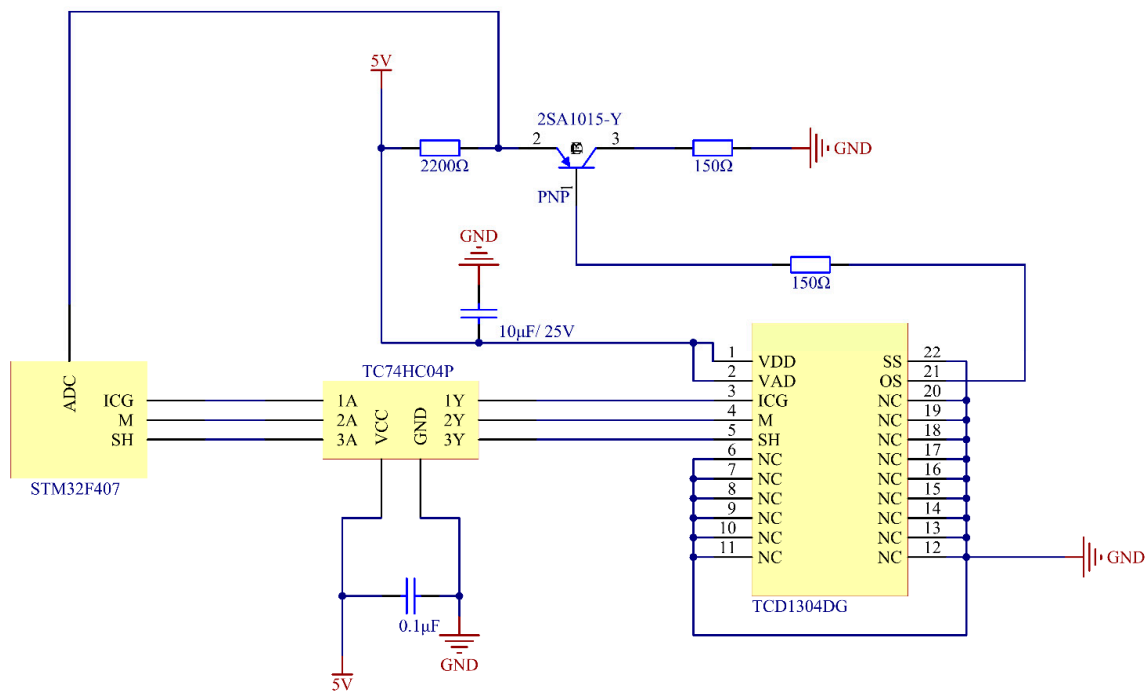 5V
2SA1015-Y
2
3
2200Ω
150Ω
GND
PNP
1
GND
150Ω
10μF/ 25V
1 VDD SS 22
2 VAD OS 21
3 ICG NC 20
4 M NC 19
5 SH NC 18
6 NC NC 17
7 NC NC 16
8 NC NC 15
9 NC NC 14
10 NC NC 13
11 NC NC 12
TCD1304DG
GND
TC74HC04P
1A 1Y
2A 2Y
3A 3Y
VCC
GND
ADC
ICG
M
SH
STM32F407
0.1μF
GND
5V